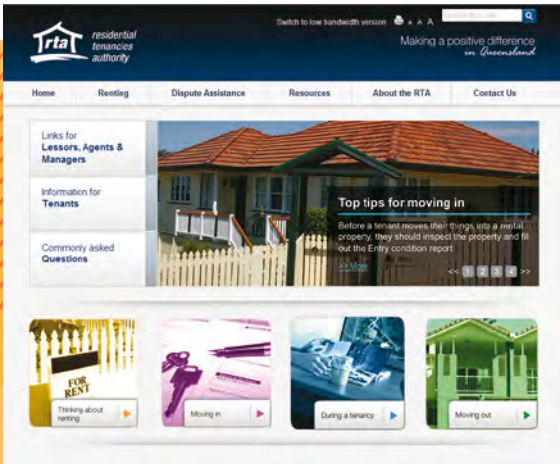 rta
residential
tenancies
authority
Switch to low bandwidth version A A A
Making a positive difference
in Queensland
Home Renting Dispute Assistance Resources About the RTA Contact Us
Links for
Lessors, Agents &
Managers
Information for
Tenants
Commonly asked
Questions
Top tips for moving in
Before a tenant moves their things into a rental
property, they should inspect the property and fill
out the Entry condition report
>> More
<< 1 2 3 4 >>
FOR
RENT
Thinking about
renting
Moving in
During a tenancy
Moving out